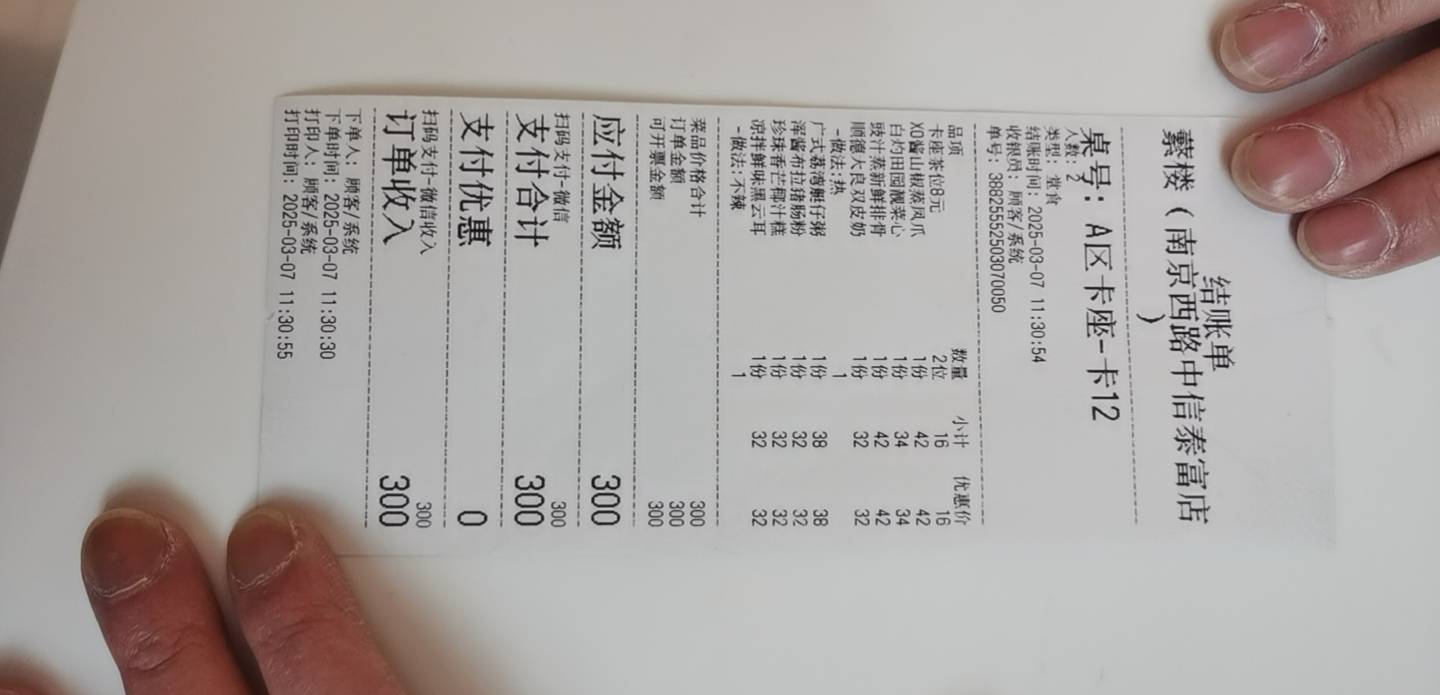 结账单
蘩楼(南京西路中信泰富店
)
桌号: A区卡座-卡12
人数: 2
类型: 堂食
结账时间: 2025-03-07 11:30:54
收银员: 顾客/系统
单号: 38825552503070050
品项 数量 小计 优惠价
卡座茶位8元 2位 16 16
XO酱山椒蒸凤爪 1份 42 42
白灼田园靓菜心 1份 34 34
豉汁蒸新鲜排骨 1份 42 42
顺德大良双皮奶 1份 32 32
-做法:热 1
广式荔湾艇仔粥 1份 38 38
浑酱布拉猪肠粉 1份 32 32
珍珠香芒椰汁糕 1份 32 32
凉拌鲜味黑云耳 1份 32 32
-做法:不辣 1
菜品价格合计 300
订单金额 300
可开票金额 300
应付金额 300
扫码支付-微信 300
支付合计 300
支付优惠 0
扫码支付-微信收入 300
订单收入 300
下单人: 顾客/系统
下单时间: 2025-03-07 11:30:30
打印人: 顾客/系统
打印时间: 2025-03-07 11:30:55